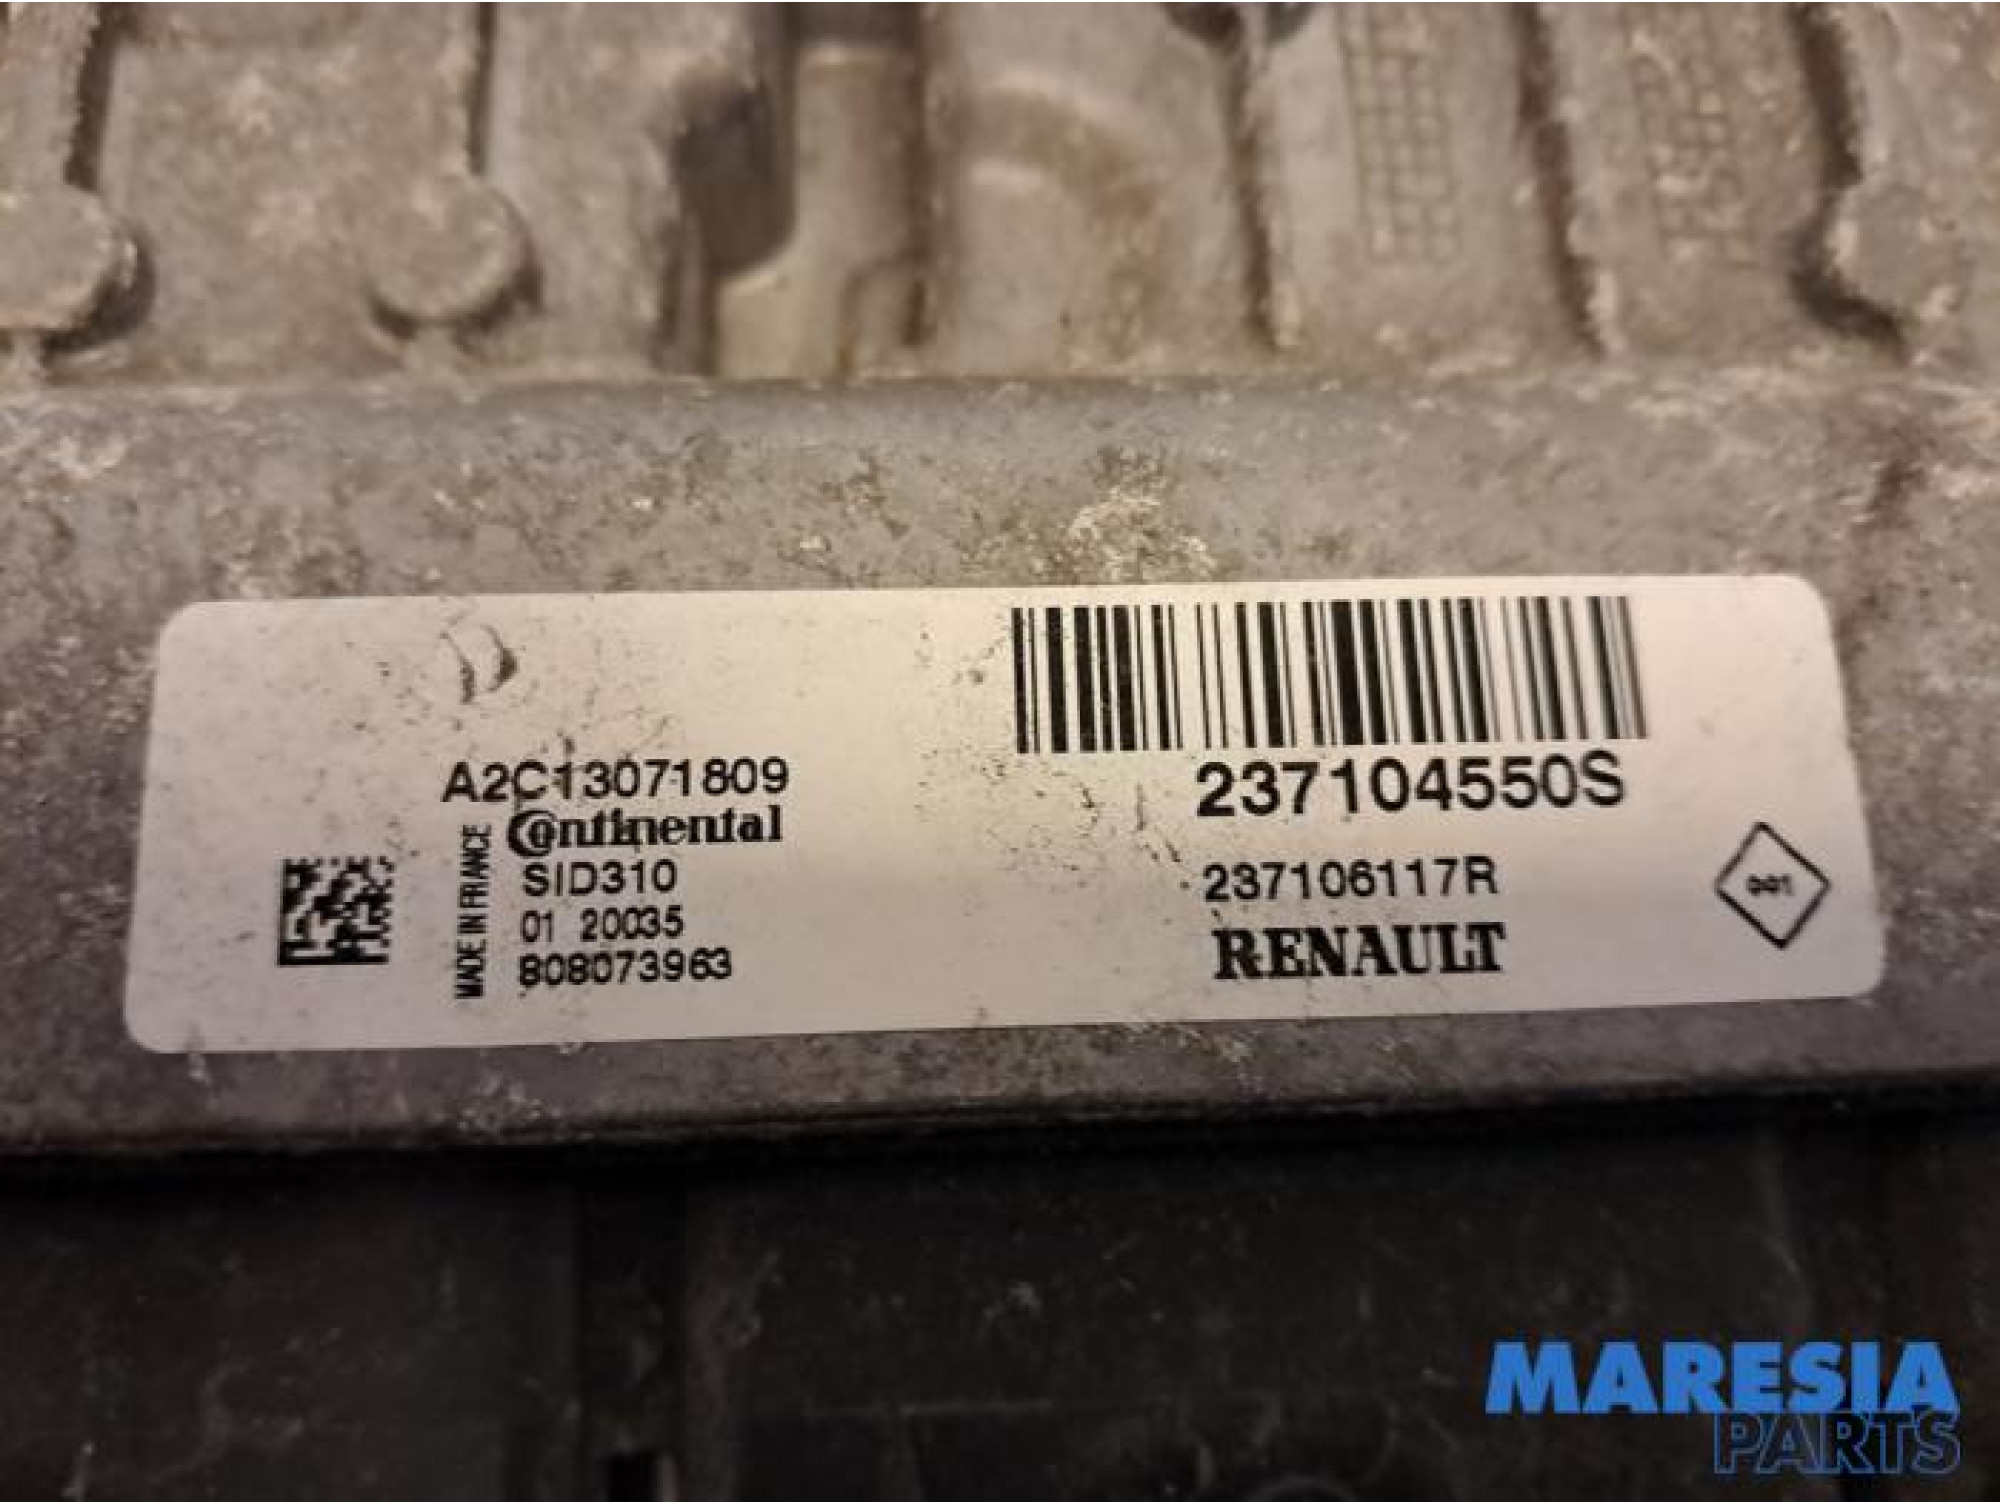 A2C13071809
Continental
MADE IN FRANCE
SID310
01 20035
808073963
237104550S
237106117R
RENAULT
MARESIA
PARTS